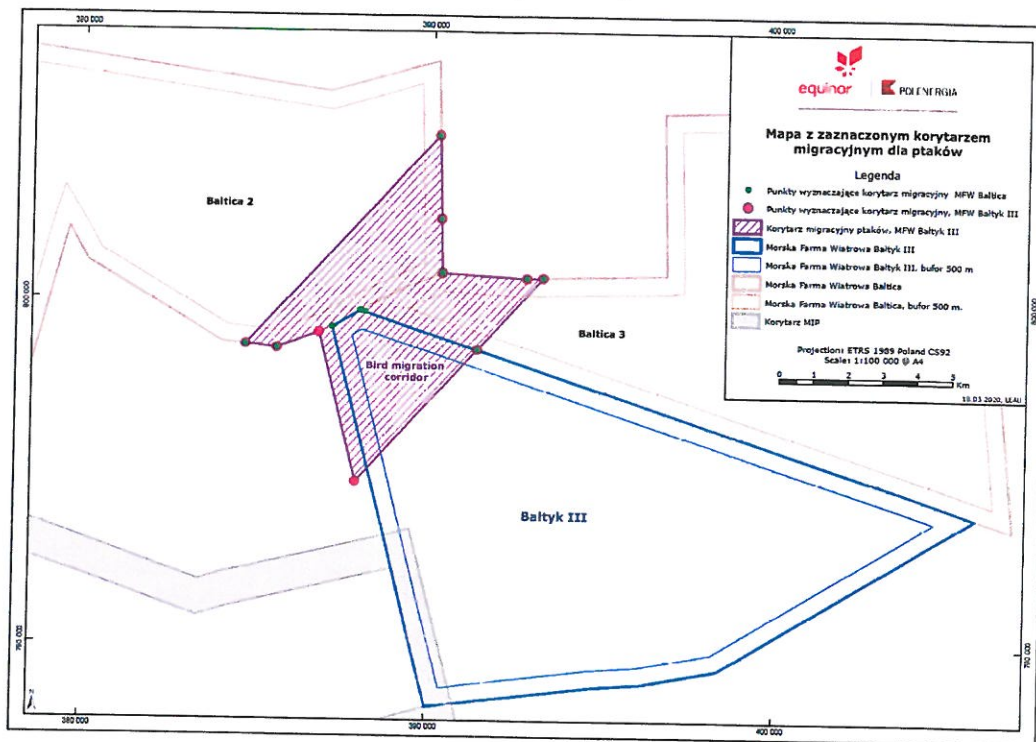 380 000
390 000
400 000
equinor
POLENERGIA
Mapa z zaznaczonym korytarzem
migracyjnym dla ptaków
Legenda
Punkty wyznaczające korytarz migracyjny MFW Baltica
Punkty wyznaczające korytarz migracyjny, MFW Bałtyk III
Korytarz migracyjny ptaków, MFW Bałtyk III
Morska Farma Wiatrowa Bałtyk III
Morska Farma Wiatrowa Bałtyk III, bufor 500 m
Morska Farma Wiatrowa Baltica
Morska Farma Wiatrowa Baltica, bufor 500 m.
Korytarz MIP
Projection: ETRS 1989 Poland CS92
Scale: 1:100 000 @ A4
0 1 2 3 4 5
Km
Baltica 2
Baltica 3
Bird migration
corridor
Bałtyk III
800 000
790 000
790 000
380 000
390 000
400 000